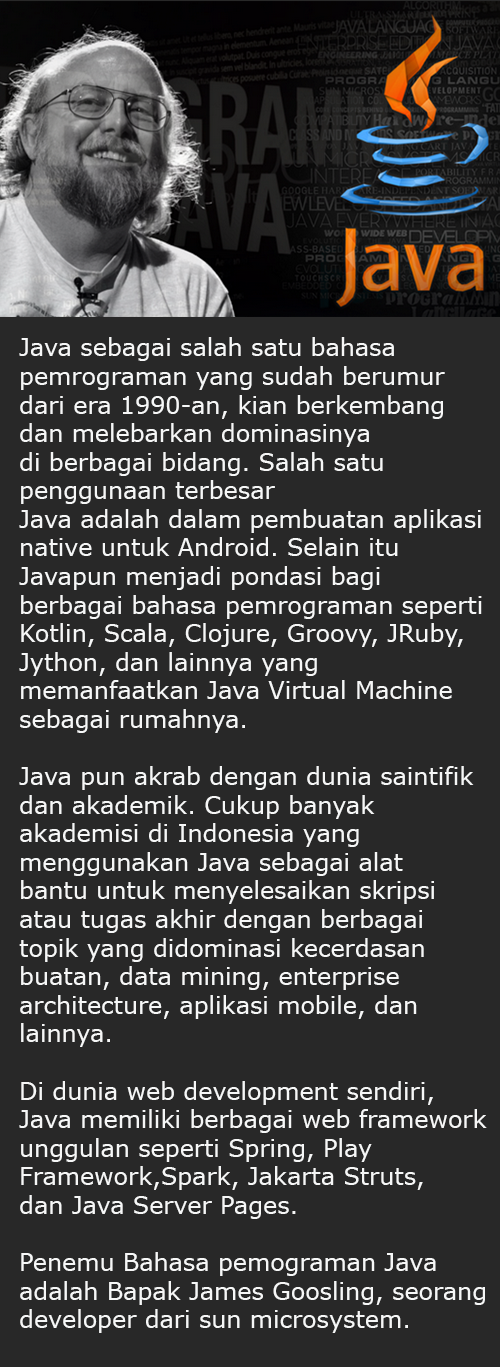 PROGRAM
JAVA
Java
Java sebagai salah satu bahasa
pemrograman yang sudah berumur
dari era 1990-an, kian berkembang
dan melebarkan dominasinya
di berbagai bidang. Salah satu
penggunaan terbesar
Java adalah dalam pembuatan aplikasi
native untuk Android. Selain itu
Javapun menjadi pondasi bagi
berbagai bahasa pemrograman seperti
Kotlin, Scala, Clojure, Groovy, JRuby,
Jython, dan lainnya yang
memanfaatkan Java Virtual Machine
sebagai rumahnya.
Java pun akrab dengan dunia saintifik
dan akademik. Cukup banyak
akademisi di Indonesia yang
menggunakan Java sebagai alat
bantu untuk menyelesaikan skripsi
atau tugas akhir dengan berbagai
topik yang didominasi kecerdasan
buatan, data mining, enterprise
architecture, aplikasi mobile, dan
lainnya.
Di dunia web development sendiri,
Java memiliki berbagai web framework
unggulan seperti Spring, Play
Framework,Spark, Jakarta Struts,
dan Java Server Pages.
Penemu Bahasa pemograman Java
adalah Bapak James Goosling, seorang
developer dari sun microsystem.